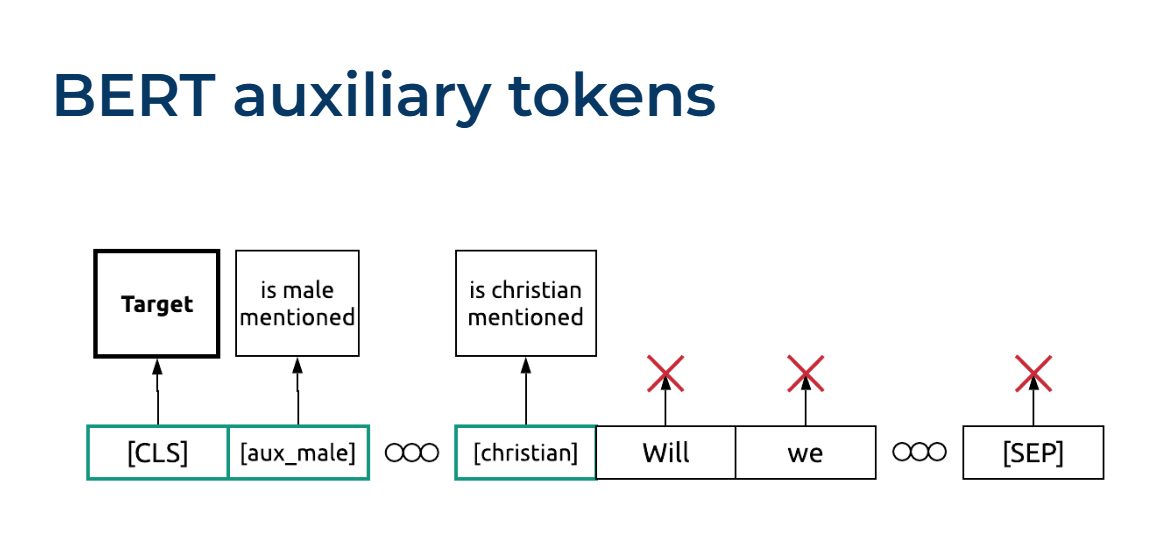 BERT auxiliary tokens
Target
is male
mentioned
is christian
mentioned
[CLS]
[aux_male]
[christian]
Will
we
[SEP]